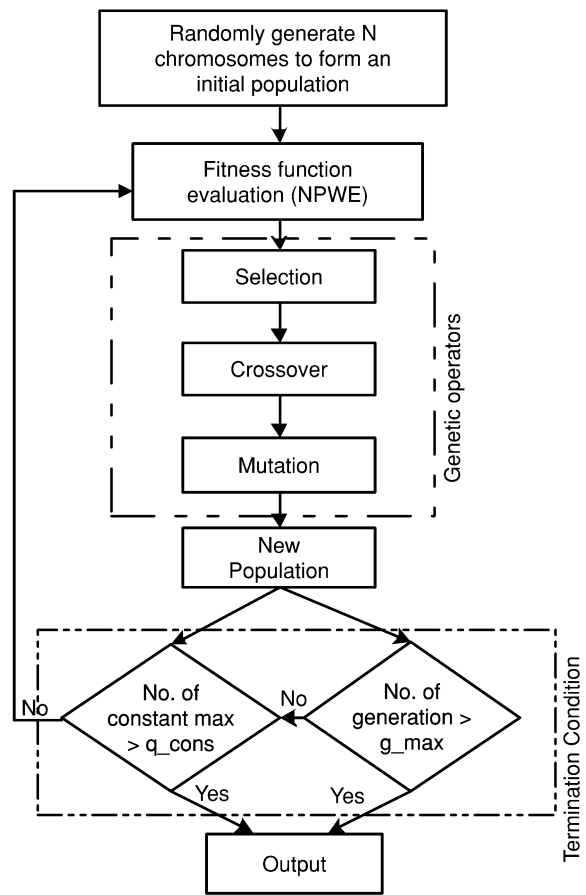 Randomly generate N
chromosomes to form an
initial population
Fitness function
evaluation (NPWE)
Selection
Crossover
Mutation
Genetic operators
New
Population
No. of
constant max
> q_cons
No. of
generation >
g_max
No
No
Yes
Yes
Termination Condition
Output